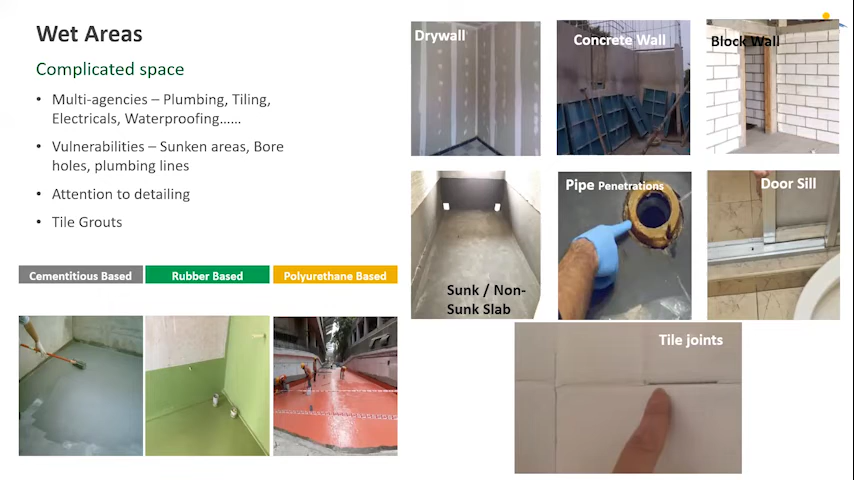 Wet Areas
Complicated space
• Multi-agencies – Plumbing, Tiling,
Electricals, Waterproofing......
• Vulnerabilities – Sunken areas, Bore
holes, plumbing lines
• Attention to detailing
• Tile Grouts
Cementitious Based
Rubber Based
Polyurethane Based
Drywall
Concrete Wall
Block Wall
Sunk / Non-
Sunk Slab
Pipe Penetrations
Door Sill
Tile joints